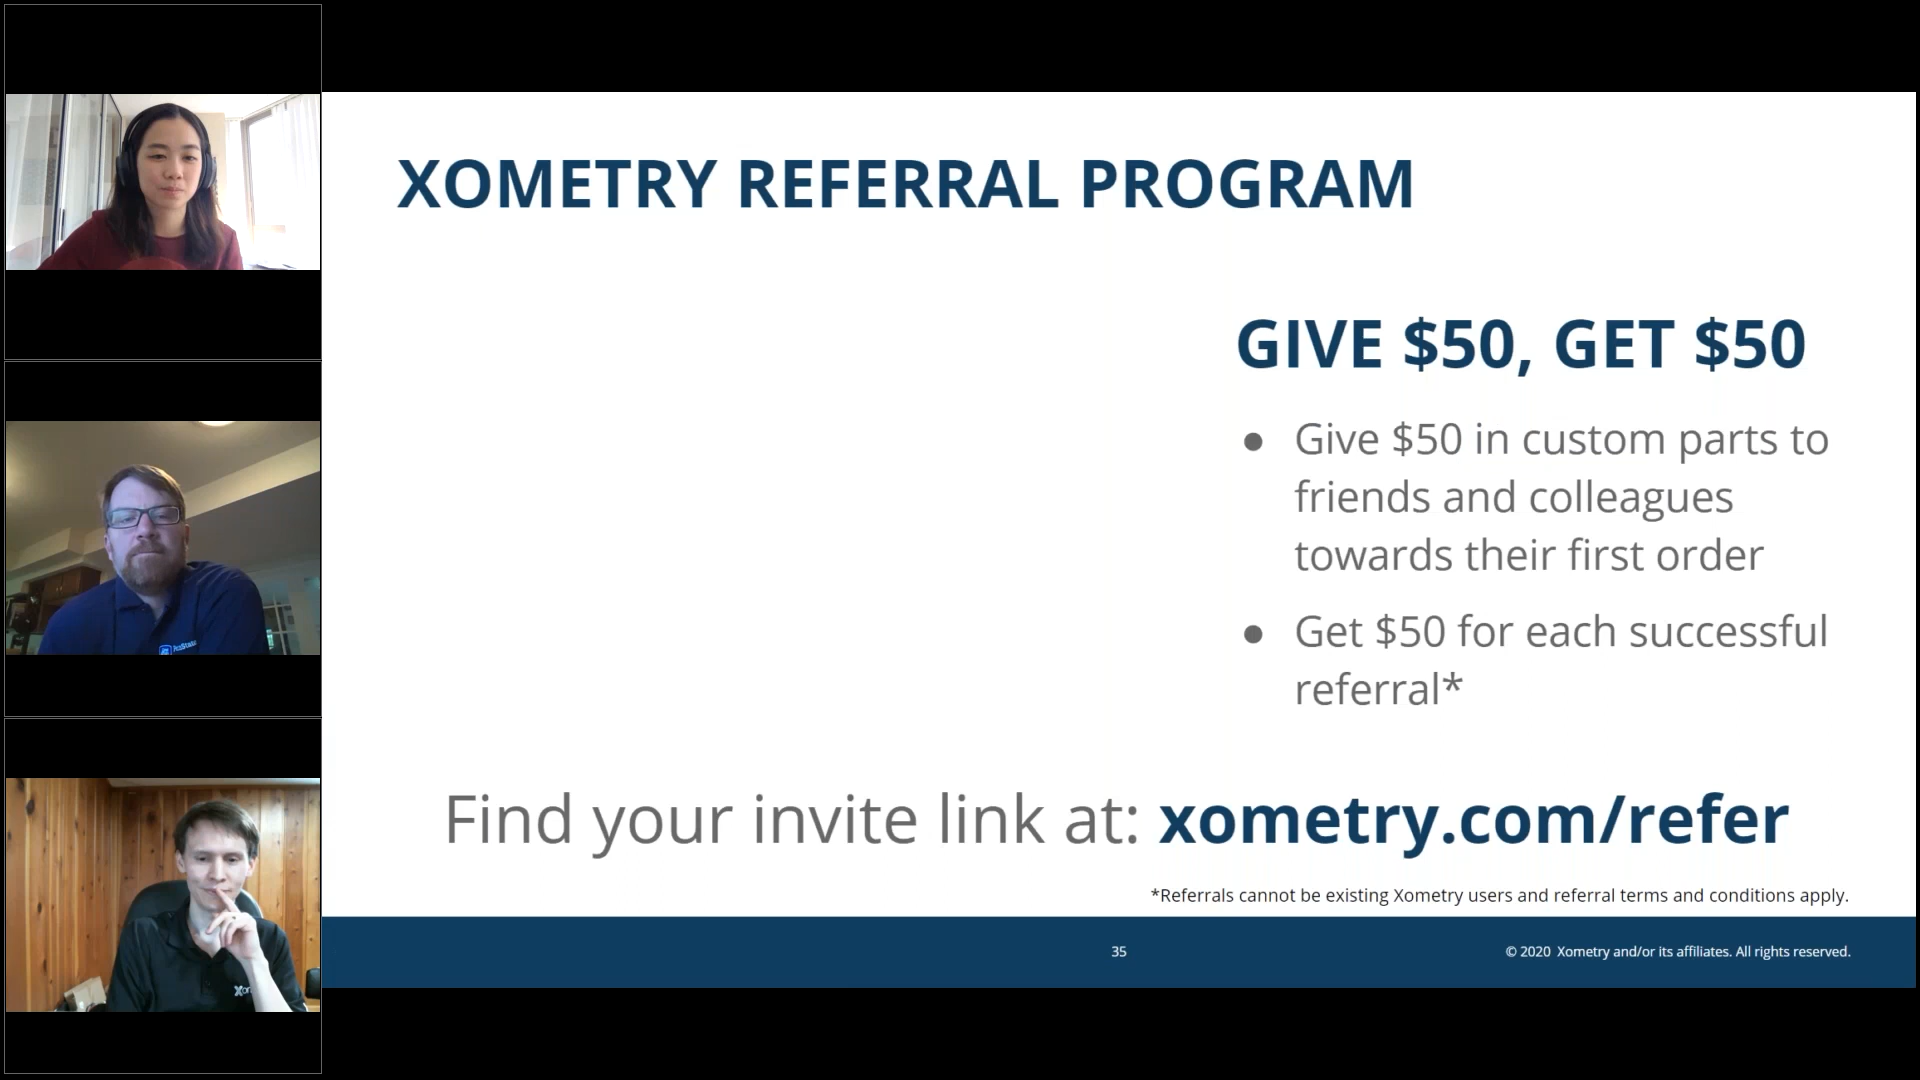 XOMETRY REFERRAL PROGRAM
GIVE $50, GET $50
● Give $50 in custom parts to
friends and colleagues
towards their first order
● Get $50 for each successful
referral*
Find your invite link at: xometry.com/refer
*Referrals cannot be existing Xometry users and referral terms and conditions apply.
35
© 2020 Xometry and/or its affiliates. All rights reserved.